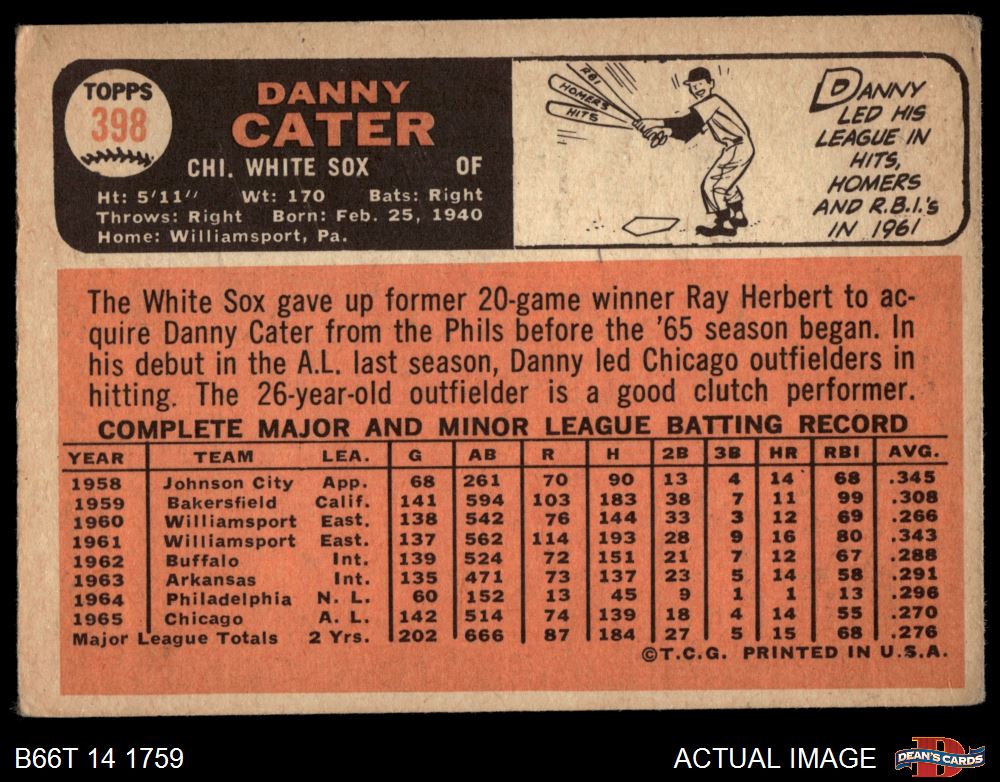 TOPPS
398
DANNY
CATER
CHI. WHITE SOX OF
Ht: 5'11" Wt: 170 Bats: Right
Throws: Right Born: Feb. 25, 1940
Home: Williamsport, Pa.
RBI
HOMERS
HITS
DANNY
LED HIS
LEAGUE IN
HITS,
HOMERS
AND R.B.I.'s
IN 1961
The White Sox gave up former 20-game winner Ray Herbert to ac-
quire Danny Cater from the Phils before the '65 season began. In
his debut in the A.L. last season, Danny led Chicago outfielders in
hitting. The 26-year-old outfielder is a good clutch performer.
COMPLETE MAJOR AND MINOR LEAGUE BATTING RECORD
YEAR TEAM LEA. G AB R H 2B 3B HR RBI AVG.
1958 Johnson City App. 68 261 70 90 13 4 14 68 .345
1959 Bakersfield Calif. 141 594 103 183 38 7 11 99 .308
1960 Williamsport East. 138 542 76 144 33 3 12 69 .266
1961 Williamsport East. 137 562 114 193 28 9 16 80 .343
1962 Buffalo Int. 139 524 72 151 21 7 12 67 .288
1963 Arkansas Int. 135 471 73 137 23 5 14 58 .291
1964 Philadelphia N. L. 60 152 13 45 9 1 1 13 .296
1965 Chicago A. L. 142 514 74 139 18 4 14 55 .270
Major League Totals 2 Yrs. 202 666 87 184 27 5 15 68 .276
©T.C.G. PRINTED IN U.S.A.
B66T 14 1759 ACTUAL IMAGE D DEAN'S CARDS